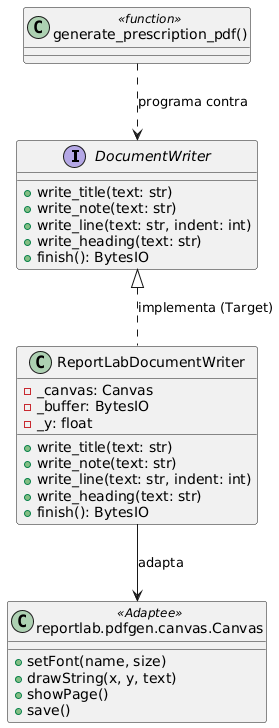 C «function»
generate_prescription_pdf()
programa contra
I DocumentWriter
write_title(text: str)
write_note(text: str)
write_line(text: str, indent: int)
write_heading(text: str)
finish(): BytesIO
implementa (Target)
C ReportLabDocumentWriter
_canvas: Canvas
_buffer: BytesIO
_y: float
write_title(text: str)
write_note(text: str)
write_line(text: str, indent: int)
write_heading(text: str)
finish(): BytesIO
adapta
C «Adaptee»
reportlab.pdfgen.canvas.Canvas
setFont(name, size)
drawString(x, y, text)
showPage()
save()